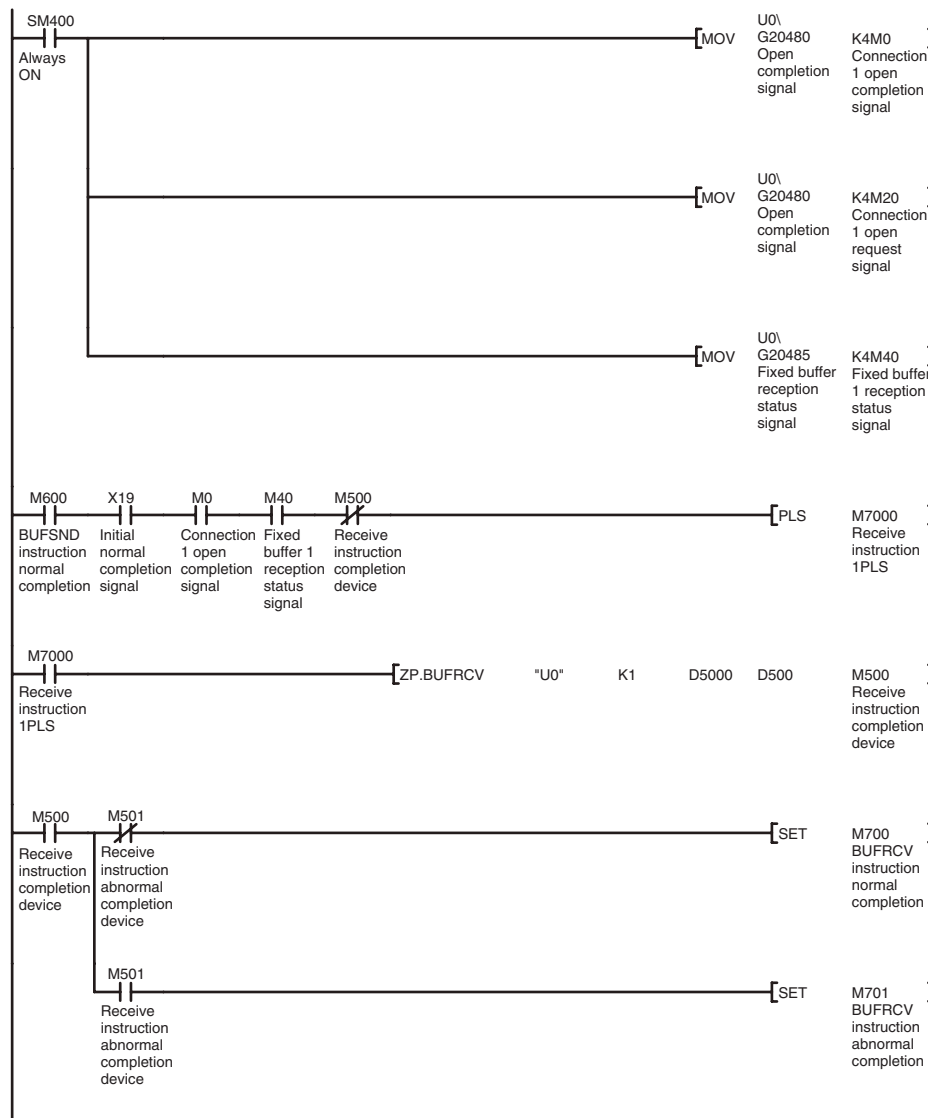 SM400
Always
ON
MOV
U0\
G20480
Open
completion
signal
K4M0
Connection
1 open
completion
signal
MOV
U0\
G20480
Open
completion
signal
K4M20
Connection
1 open
request
signal
MOV
U0\
G20485
Fixed buffer
reception
status
signal
K4M40
Fixed buffer
1 reception
status
signal
M600
BUFSND
instruction
normal
completion
X19
Initial
normal
completion
signal
M0
Connection
1 open
completion
signal
M40
Fixed
buffer 1
reception
status
signal
M500
Receive
instruction
completion
device
PLS
M7000
Receive
instruction
1PLS
M7000
Receive
instruction
1PLS
ZP.BUFRCV "U0" K1 D5000 D500
M500
Receive
instruction
completion
device
M500
Receive
instruction
completion
device
M501
Receive
instruction
abnormal
completion
device
SET
M700
BUFRCV
instruction
normal
completion
M501
Receive
instruction
abnormal
completion
device
SET
M701
BUFRCV
instruction
abnormal
completion